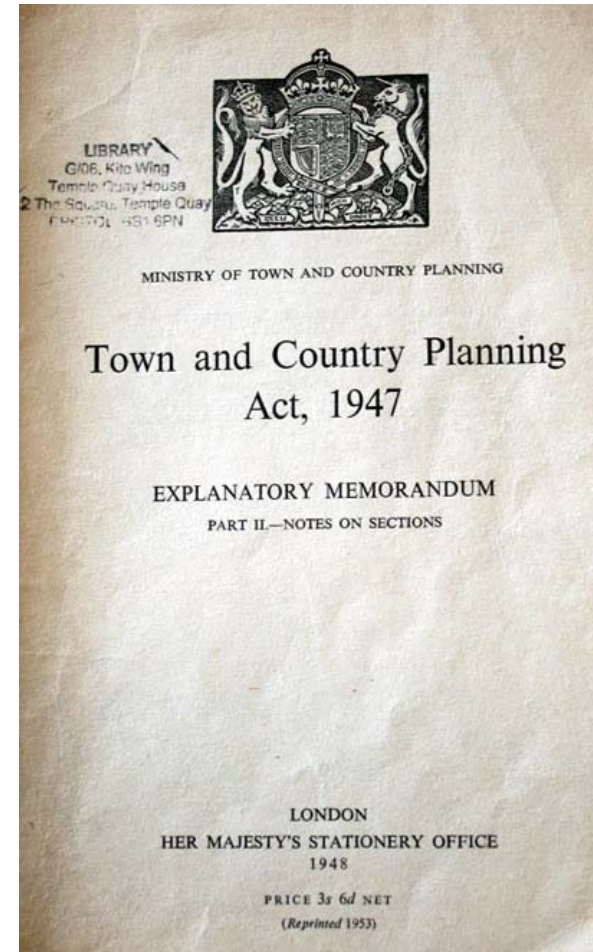 LIBRARY
G/06, Kite Wing
Temple Quay House
2 The Square, Temple Quay
MINISTRY OF TOWN AND COUNTRY PLANNING
Town and Country Planning
Act, 1947
EXPLANATORY MEMORANDUM
PART II.—NOTES ON SECTIONS
LONDON
HER MAJESTY'S STATIONERY OFFICE
1948
PRICE 3s 6d NET
(Reprinted 1953)